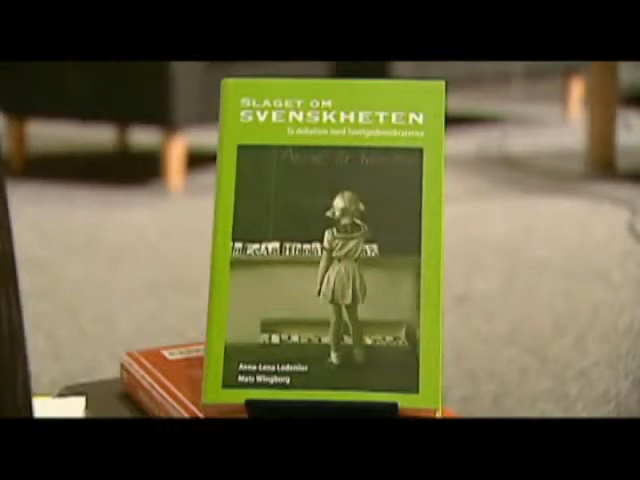 SLAGET OM
SVENSKHETEN
Ta debatten med Sverigedemokraterna
Anna-Lena Lodenius
Mats Wingborg